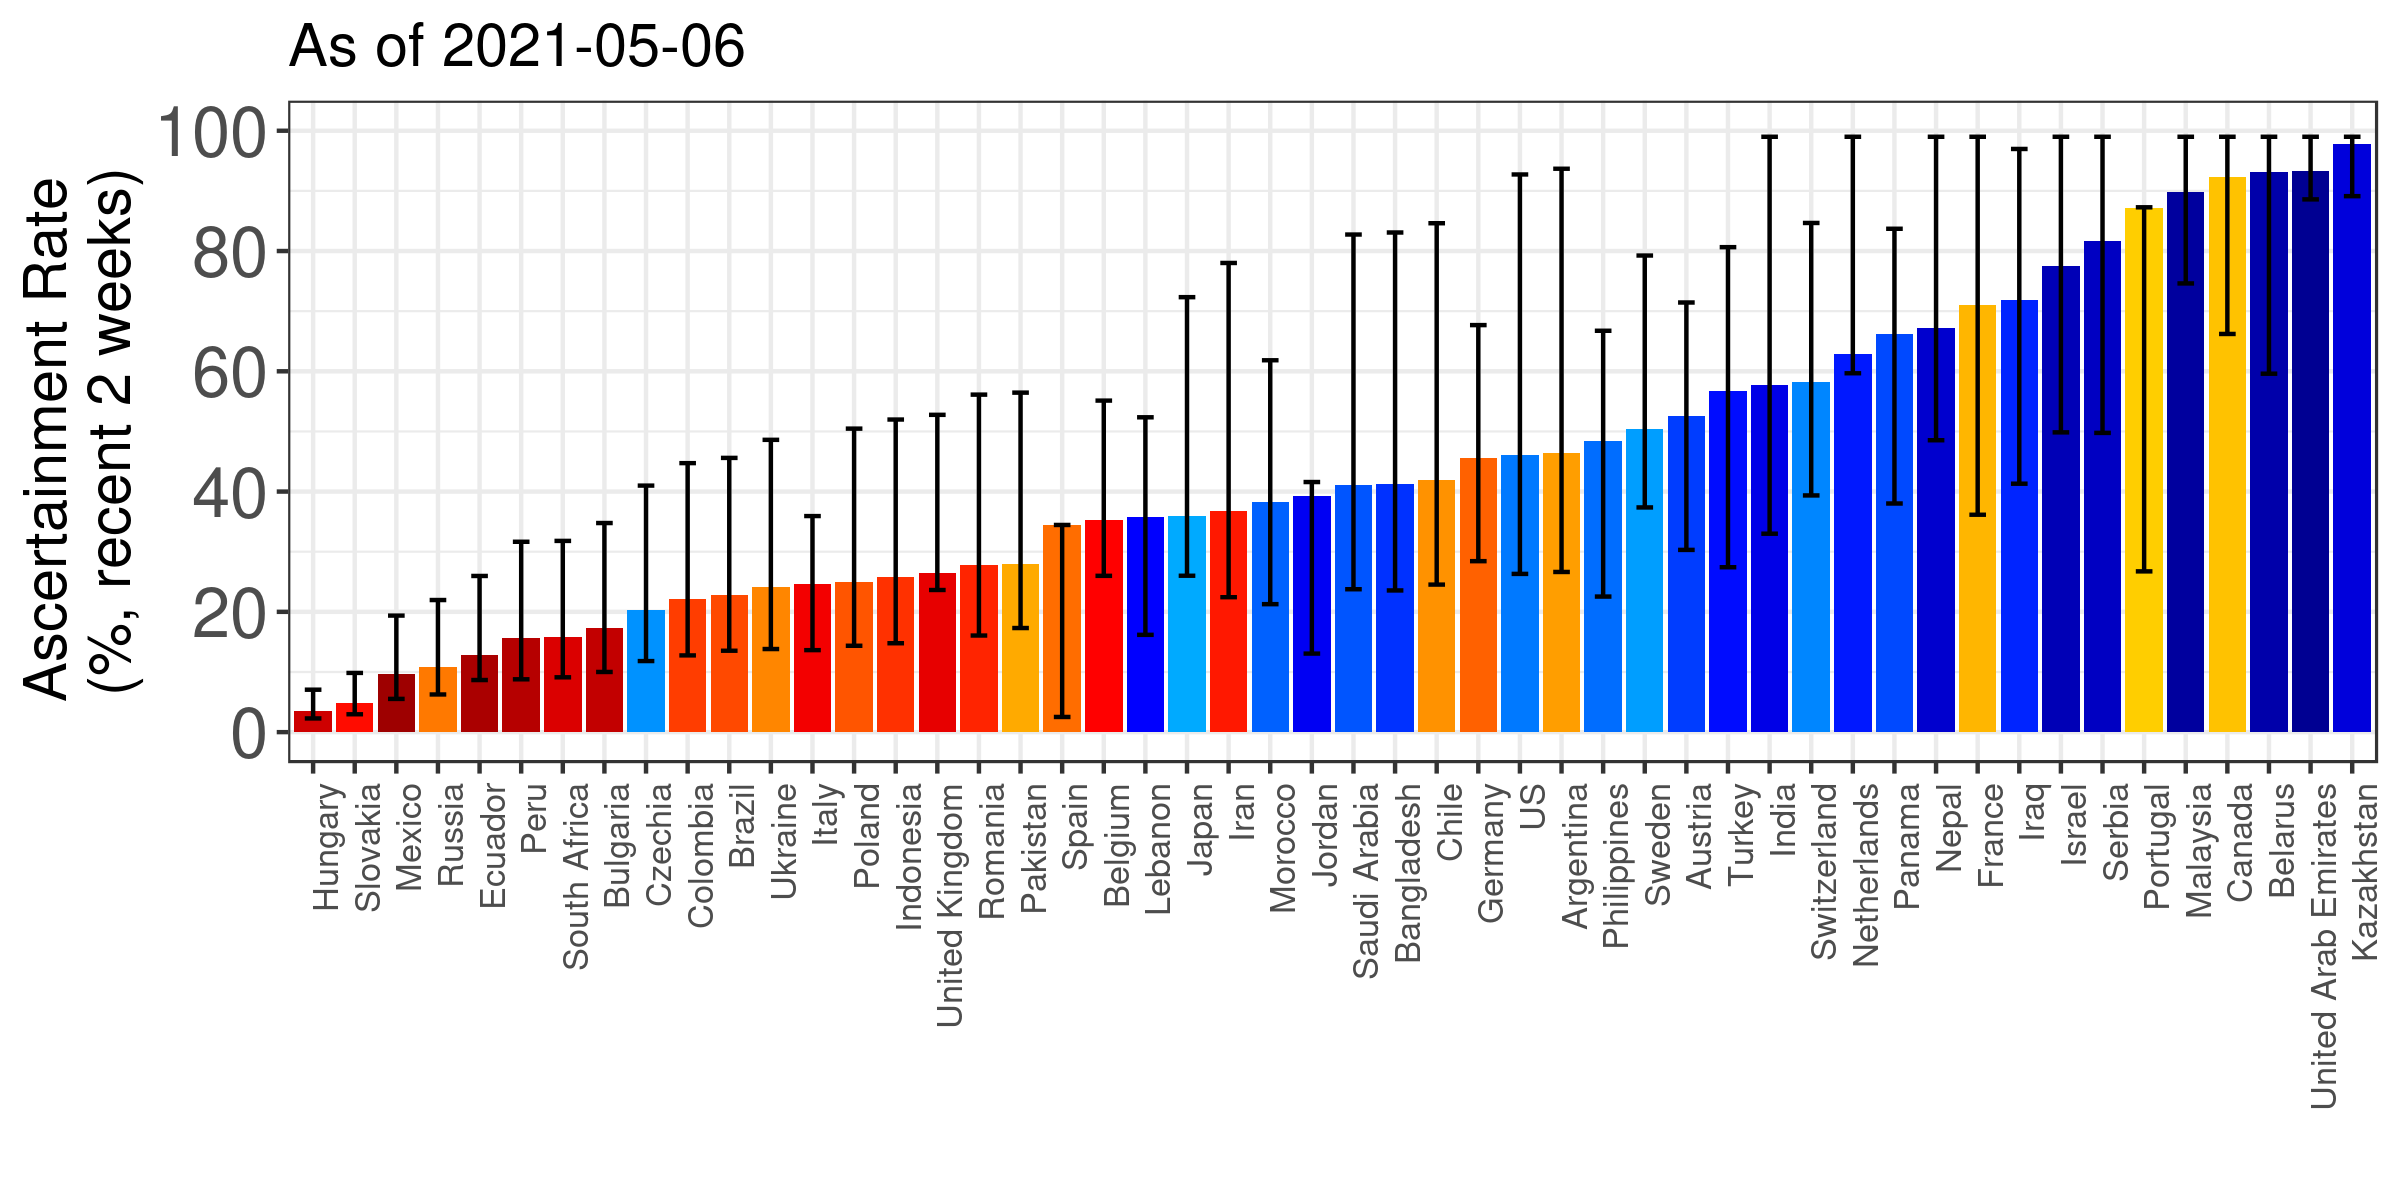 As of 2021-05-06
Ascertainment Rate
(%, recent 2 weeks)
100
80
60
40
20
0
Hungary
Slovakia
Mexico
Russia
Ecuador
Peru
South Africa
Bulgaria
Czechia
Colombia
Brazil
Ukraine
Italy
Poland
Indonesia
United Kingdom
Romania
Pakistan
Spain
Belgium
Lebanon
Japan
Iran
Morocco
Jordan
Saudi Arabia
Bangladesh
Chile
Germany
US
Argentina
Philippines
Sweden
Austria
Turkey
India
Switzerland
Netherlands
Panama
Nepal
France
Iraq
Israel
Serbia
Portugal
Malaysia
Canada
Belarus
United Arab Emirates
Kazakhstan